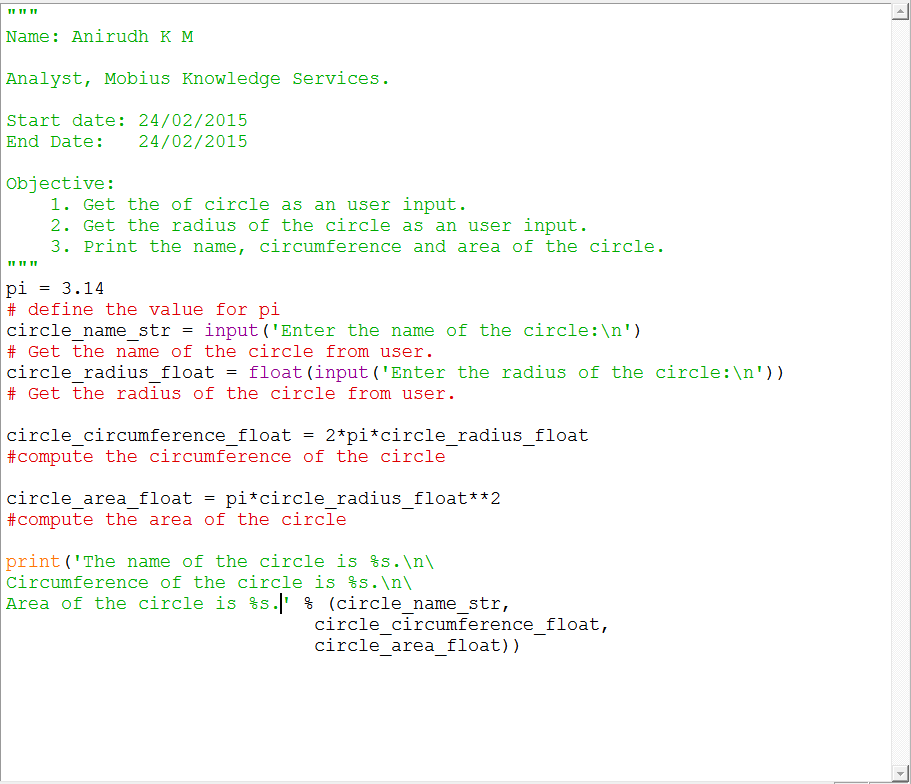 """
Name: Anirudh K M
Analyst, Mobius Knowledge Services.
Start date: 24/02/2015
End Date:   24/02/2015
Objective:
    1. Get the of circle as an user input.
    2. Get the radius of the circle as an user input.
    3. Print the name, circumference and area of the circle.
"""
pi = 3.14
# define the value for pi
circle_name_str = input('Enter the name of the circle:\n')
# Get the name of the circle from user.
circle_radius_float = float(input('Enter the radius of the circle:\n'))
# Get the radius of the circle from user.
circle_circumference_float = 2*pi*circle_radius_float
#compute the circumference of the circle
circle_area_float = pi*circle_radius_float**2
#compute the area of the circle
print('The name of the circle is %s.\n\
Circumference of the circle is %s.\n\
Area of the circle is %s.' % (circle_name_str,
                            circle_circumference_float,
                            circle_area_float))